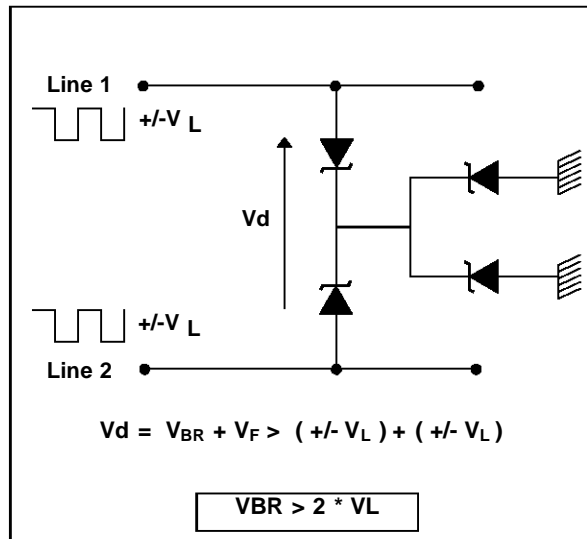 Line 1
+/-V L
Vd
+/-V L
Line 2
Vd = VBR + VF > ( +/- VL ) + ( +/- VL )
VBR > 2 * VL